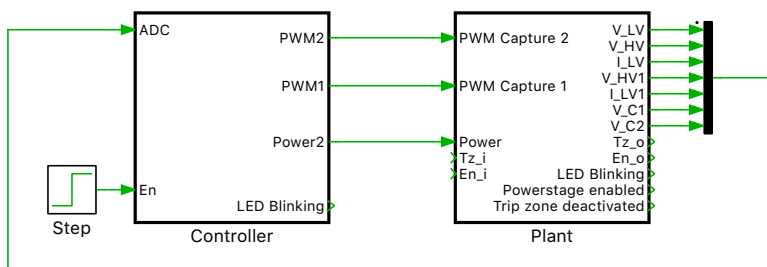 ADC
PWM2
PWM1
Power2
En
LED Blinking
Step
Controller
PWM Capture 2
PWM Capture 1
Power
Tz_i
En_i
V_LV
V_HV
I_LV
V_HV1
I_LV1
V_C1
V_C2
Tz_o
En_o
LED Blinking
Powerstage enabled
Trip zone deactivated
Plant